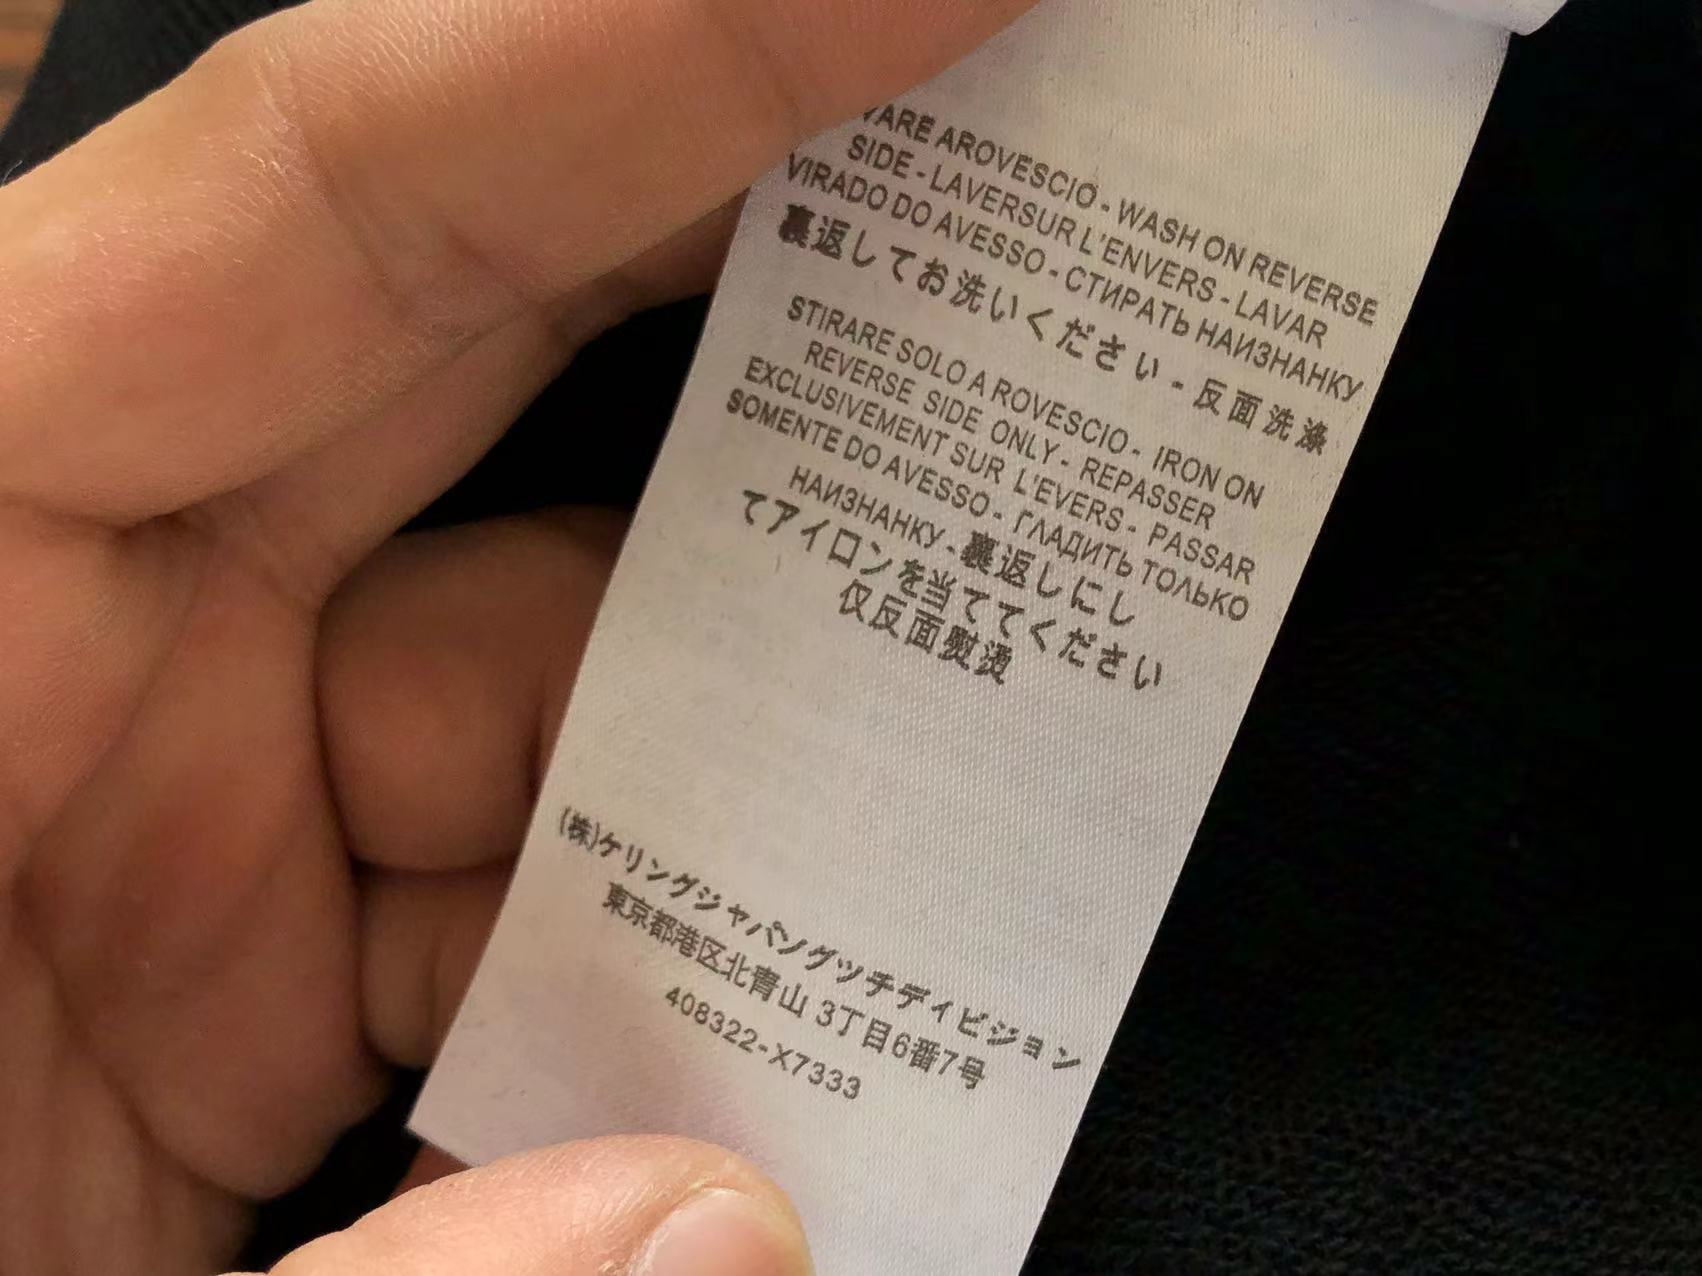 VARE AROVESCIO - WASH ON REVERSE
SIDE - LAVERSUR L'ENVERS - LAVAR
VIRADO DO AVESSO - СТИРАТЬ НАИЗНАНКУ
裏返してお洗いください - 反面洗滌
STIRARE SOLO A ROVESCIO - IRON ON
REVERSE SIDE ONLY - REPASSER
EXCLUSIVEMENT SUR L'EVERS - PASSAR
SOMENTE DO AVESSO - ГЛАДИТЬ ТОЛЬКО
НАИЗНАНКУ - 裏返しにし
てアイロンを当ててください
仅反面熨烫
(株)ケリングジャパングッチディビジョン
東京都港区北青山 3丁目6番7号
408322-X7333